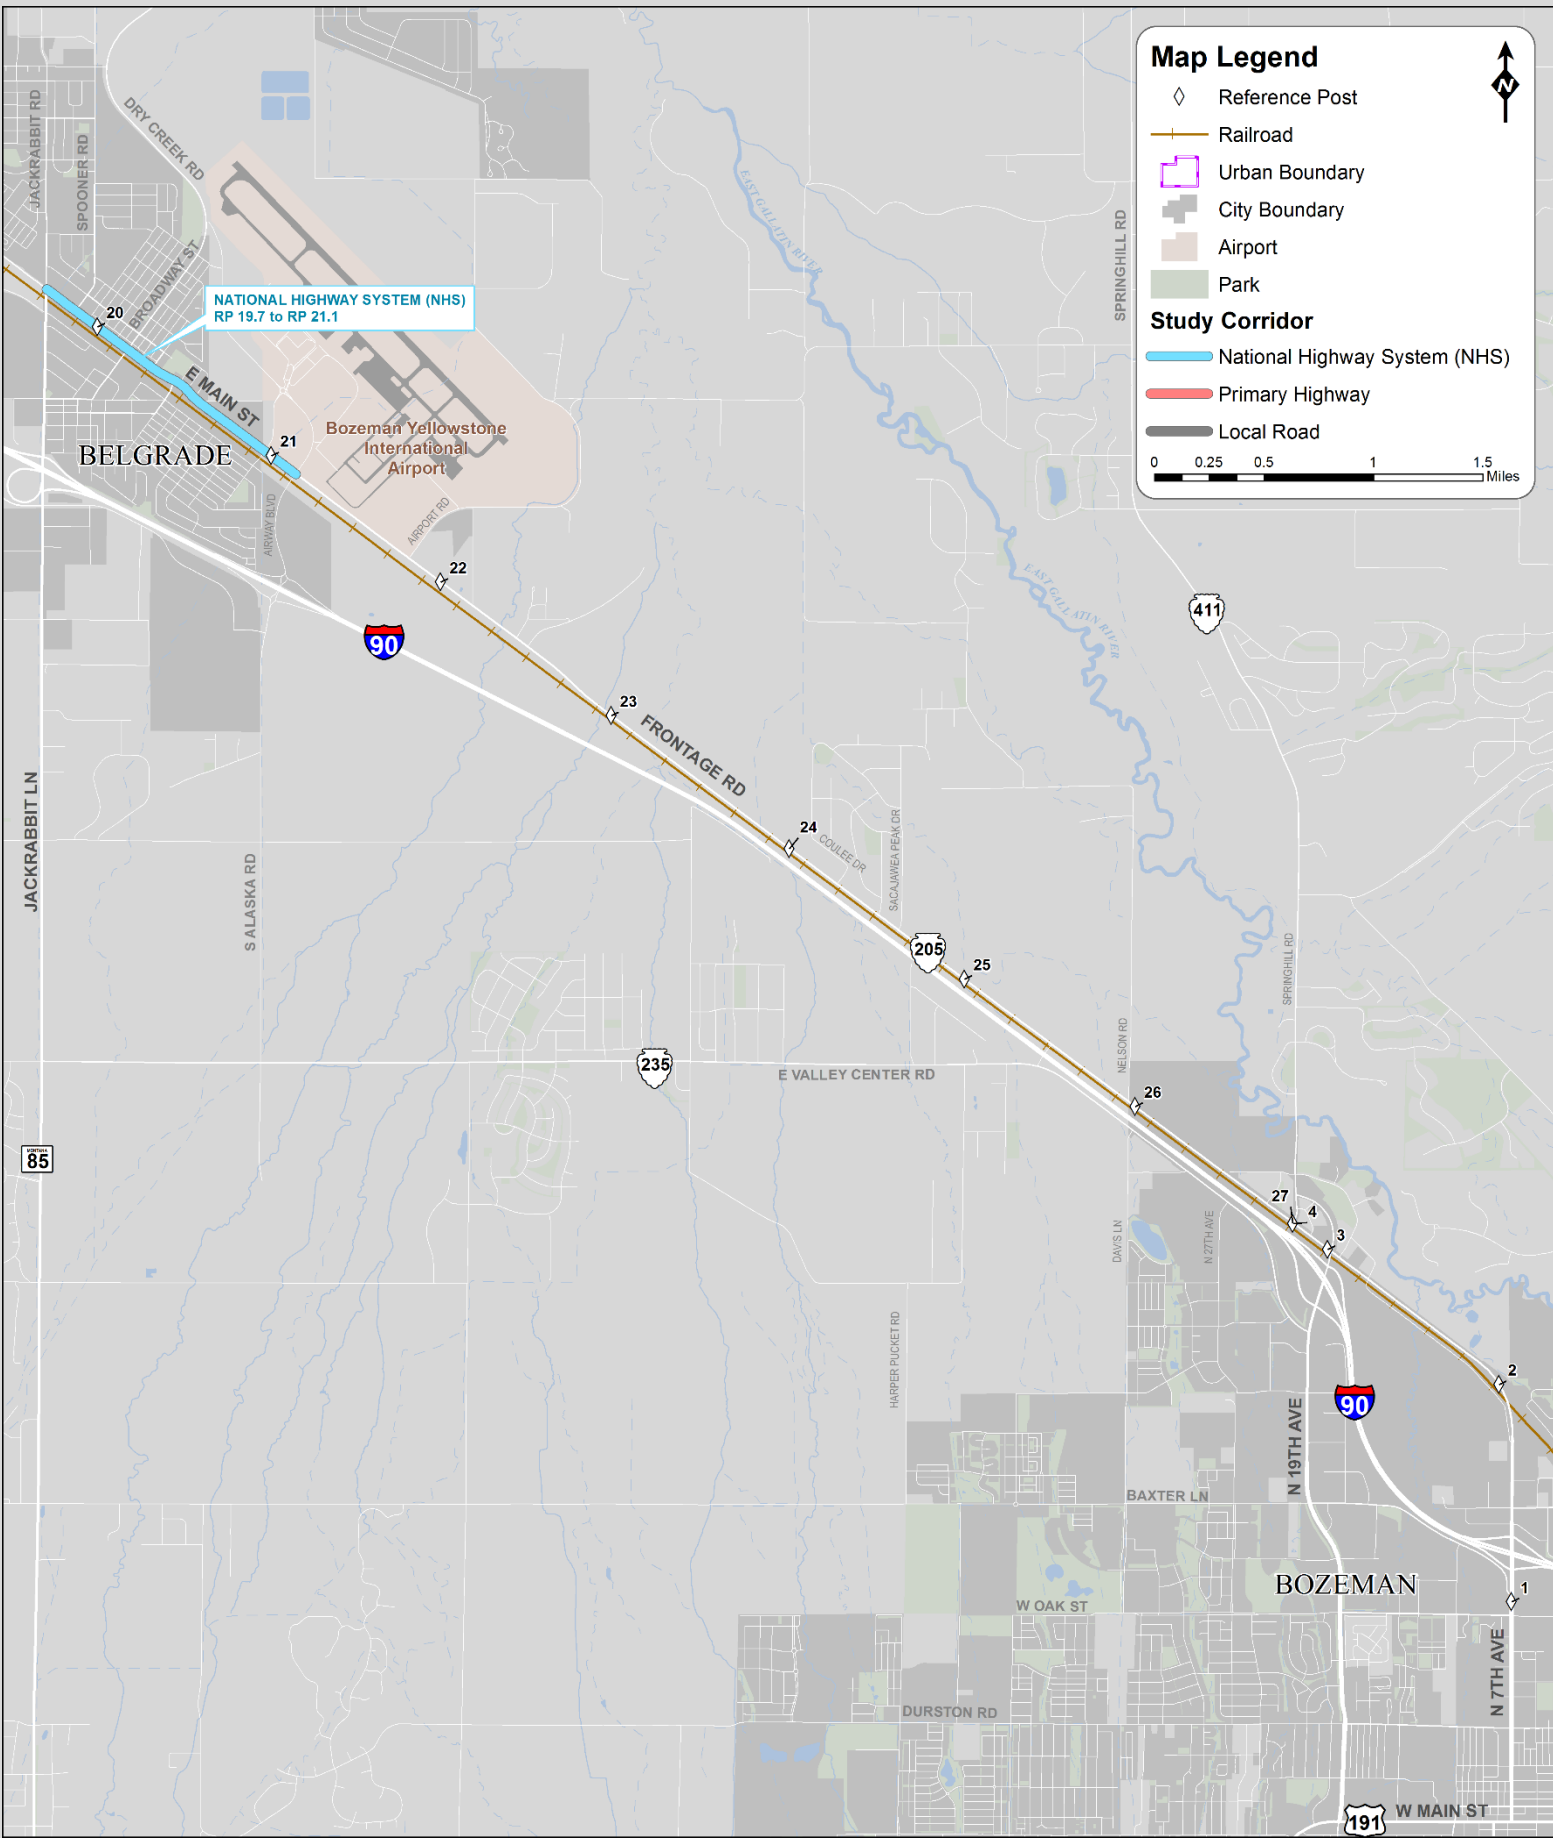 Map Legend
N
Reference Post
Railroad
Urban Boundary
City Boundary
Airport
Park
Study Corridor
National Highway System (NHS)
Primary Highway
Local Road
0 0.25 0.5 1 1.5
Miles
JACKRABBIT RD
SPOONER RD
DRY CREEK RD
BROADWAY ST
NATIONAL HIGHWAY SYSTEM (NHS)
RP 19.7 to RP 21.1
20
E MAIN ST
21
BELGRADE
Bozeman Yellowstone
International
Airport
AIRWAY BLVD
AIRPORT RD
22
90
EAST GALLATIN RIVER
SPRINGHILL RD
EAST GALLATIN RIVER
411
23
FRONTAGE RD
JACKRABBIT LN
S ALASKA RD
24
COULEE DR
SACAJAWEA PEAK DR
205
25
SPRINGHILL RD
NELSON RD
235
E VALLEY CENTER RD
26
MONTANA
85
27
4
3
DAVIS LN
N 27TH AVE
HARPER PUCKET RD
2
90
N 19TH AVE
BAXTER LN
BOZEMAN
1
W OAK ST
N 7TH AVE
DURSTON RD
W MAIN ST
191